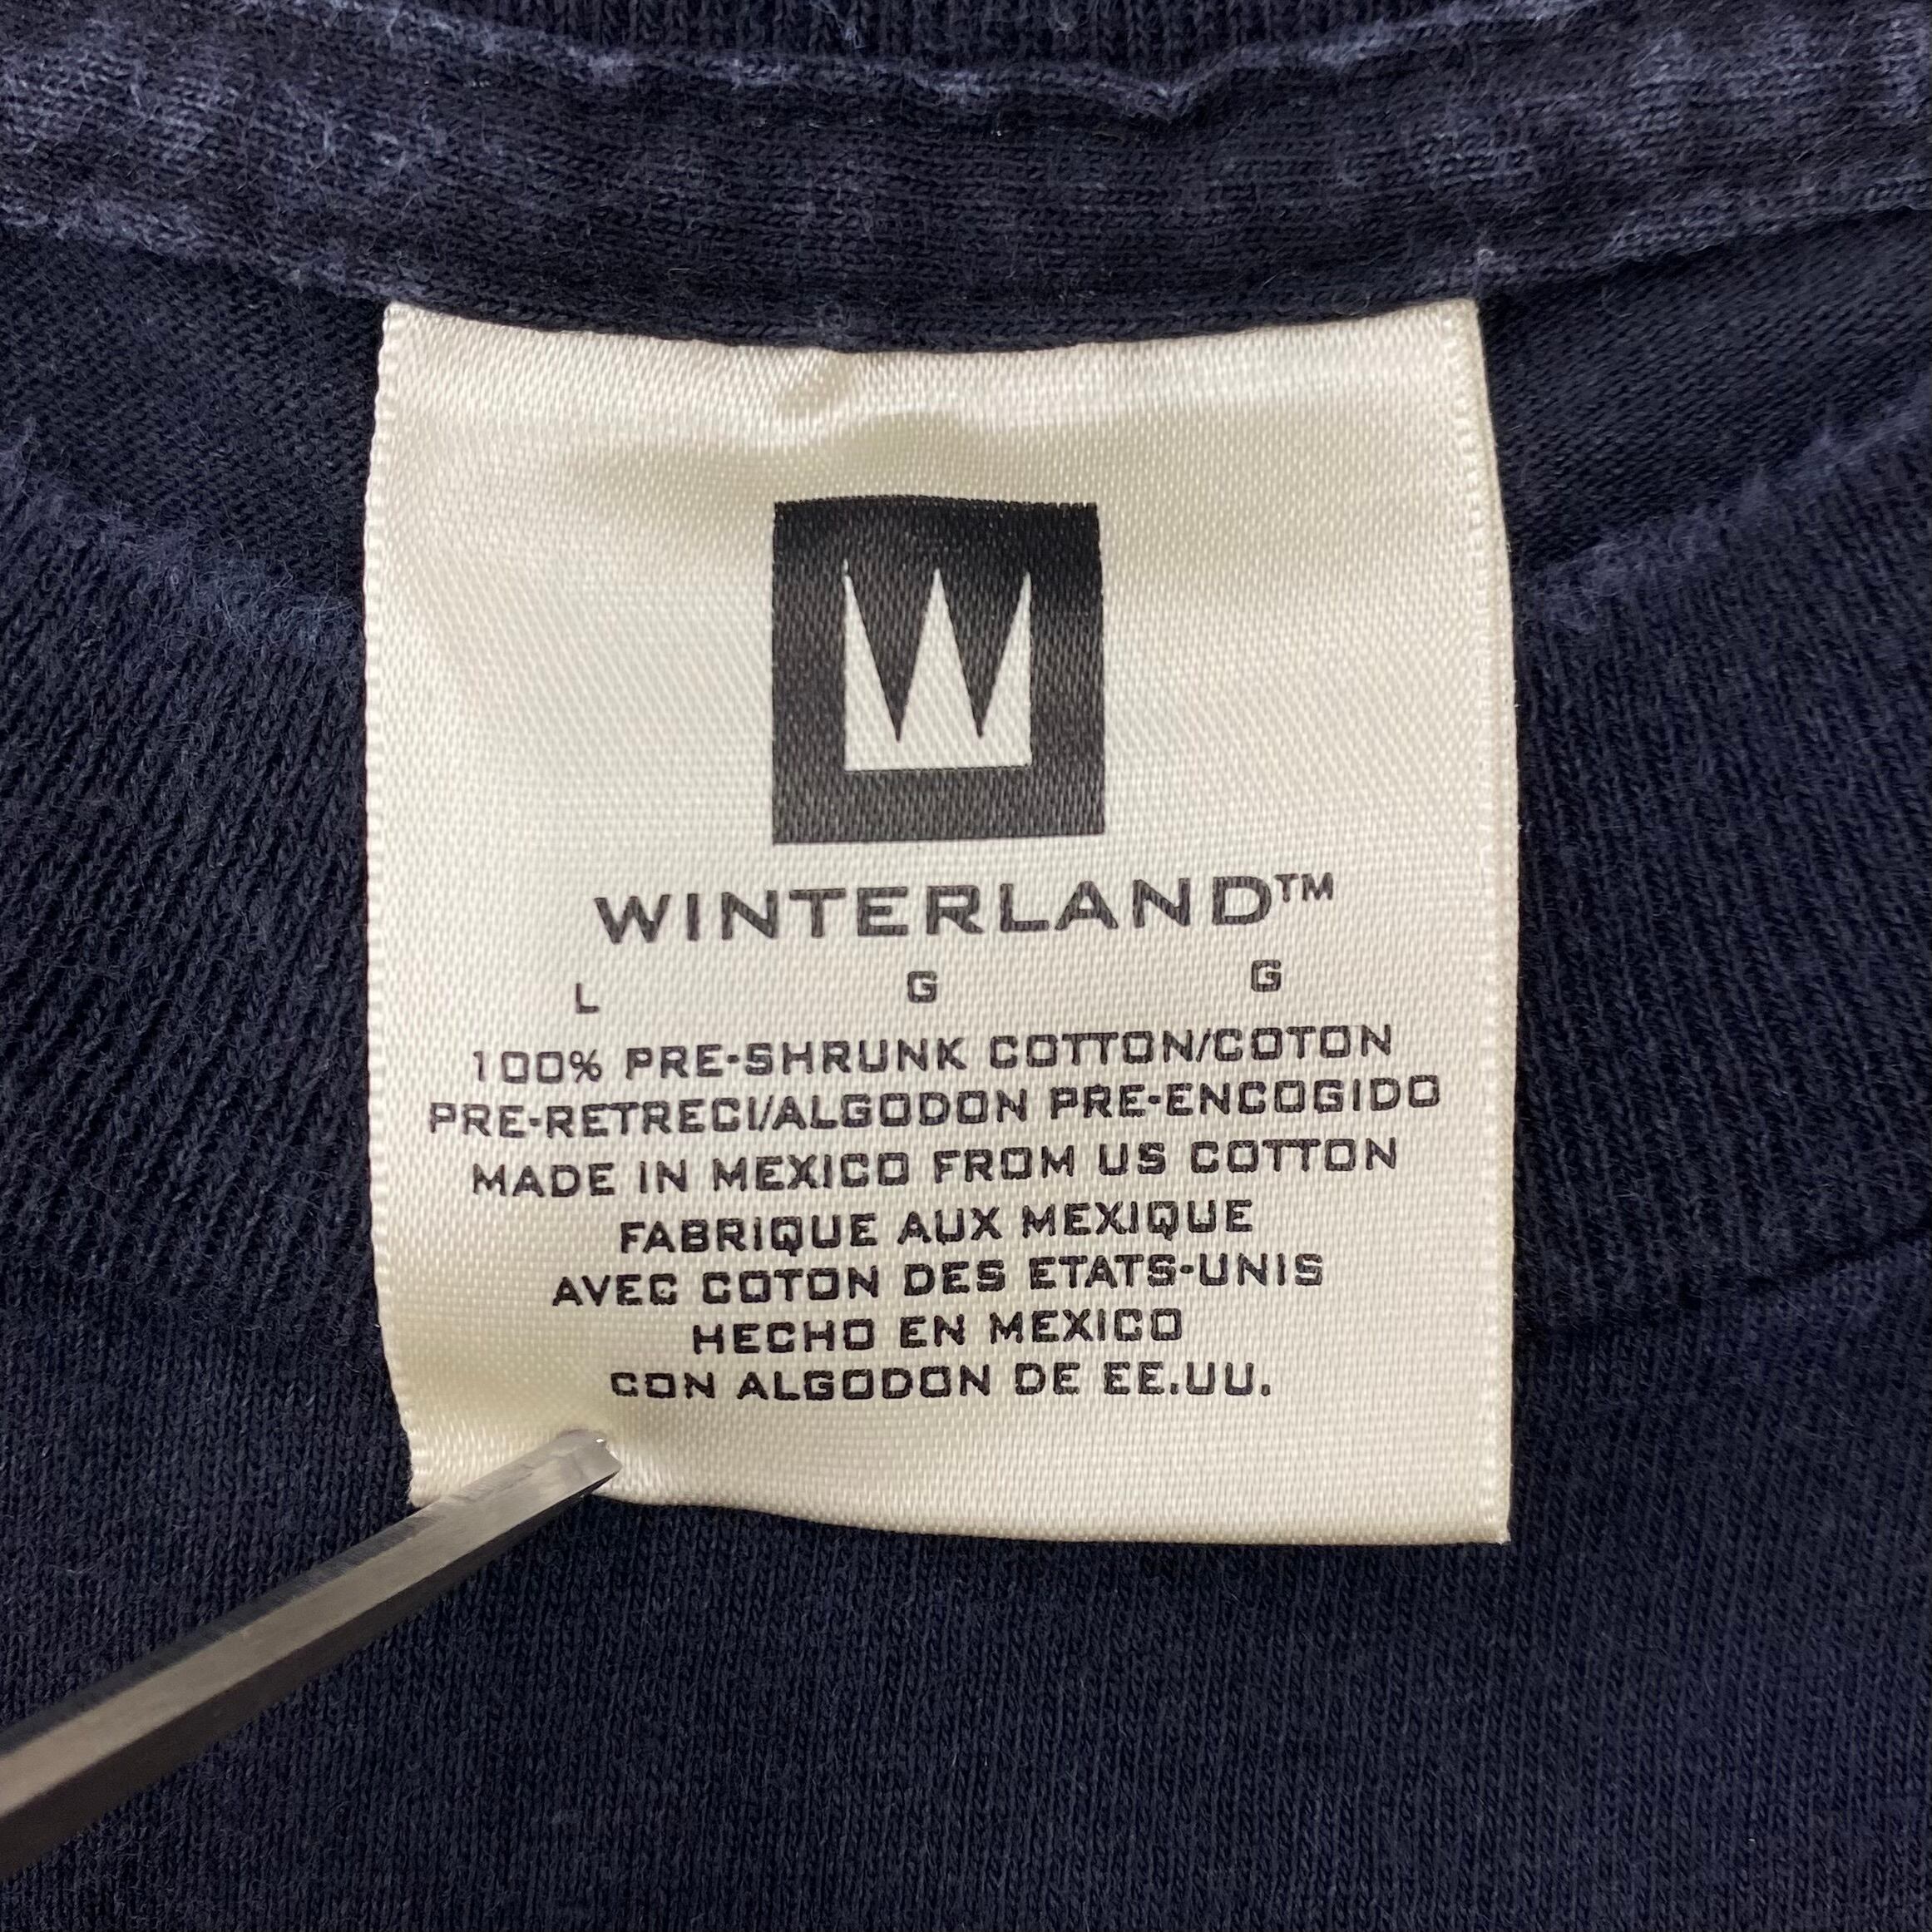 W
WINTERLAND™
L G G
100% PRE-SHRUNK COTTON/COTON
PRE-RETRECI/ALGODON PRE-ENCOGIDO
MADE IN MEXICO FROM US COTTON
FABRIQUE AUX MEXIQUE
AVEC COTON DES ETATS-UNIS
HECHO EN MEXICO
CON ALGODON DE EE.UU.